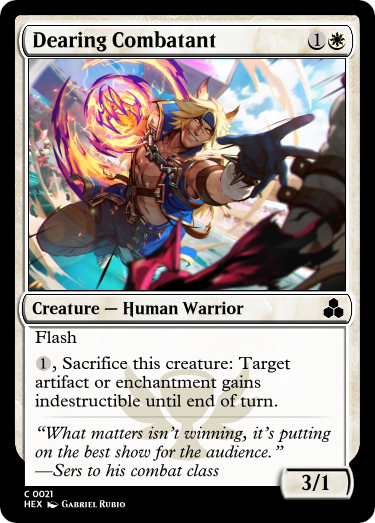 Dearing Combatant 1
Creature — Human Warrior
Flash
1, Sacrifice this creature: Target
artifact or enchantment gains
indestructible until end of turn.
“What matters isn’t winning, it’s putting
on the best show for the audience.”
—Sers to his combat class
3/1
C 0021
HEX Gabriel Rubio